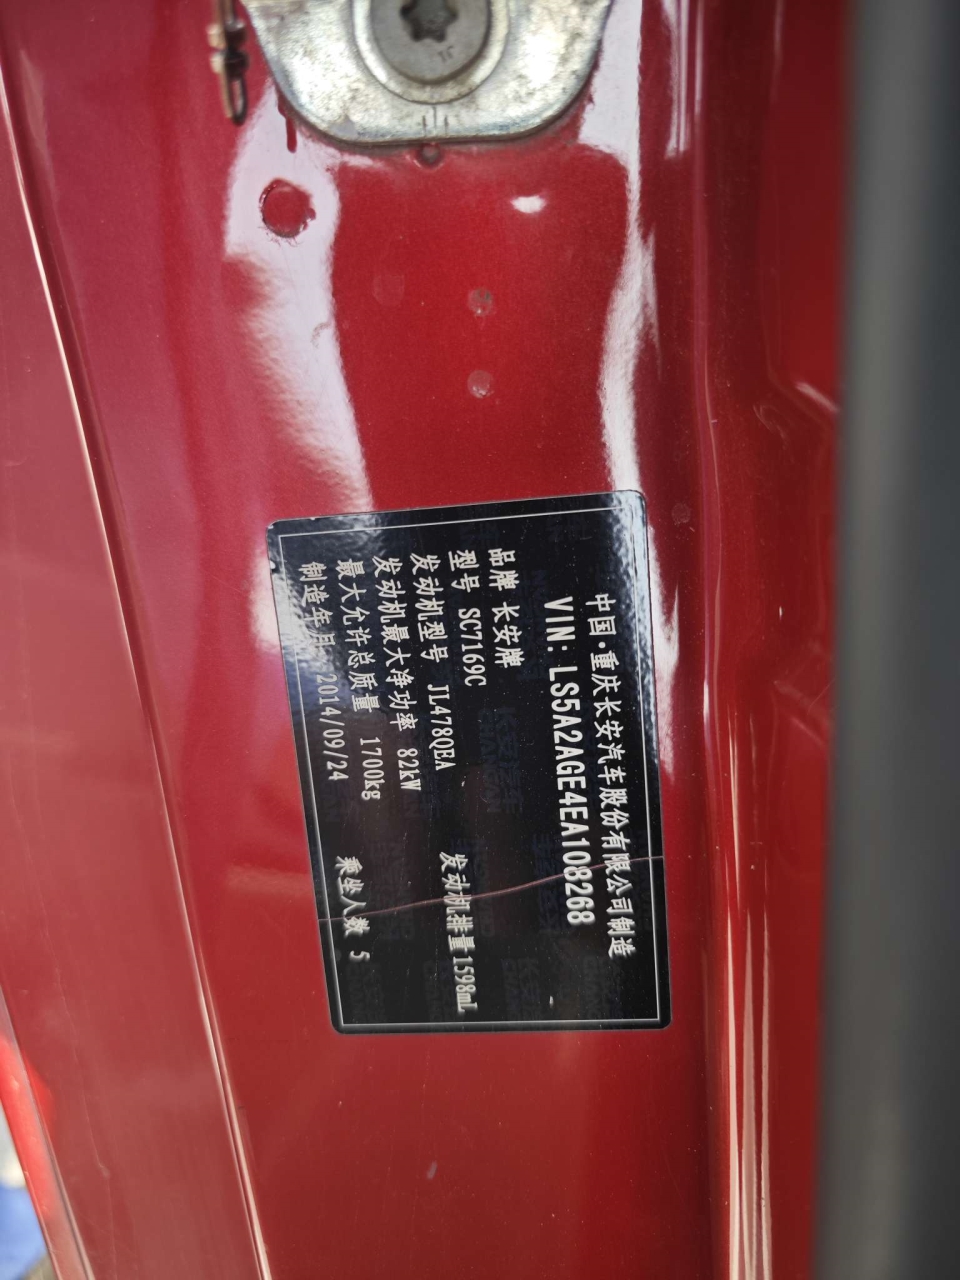 中国·重庆长安汽车股份有限公司制造
VIN: LS5A2AGE4EA108268
品牌 长安牌
型号 SC7169C
发动机型号 JL478QEA 发动机排量1598mL
发动机最大净功率 82kW
最大允许总质量 1700kg
制造年月 2014/09/24 乘坐人数 5